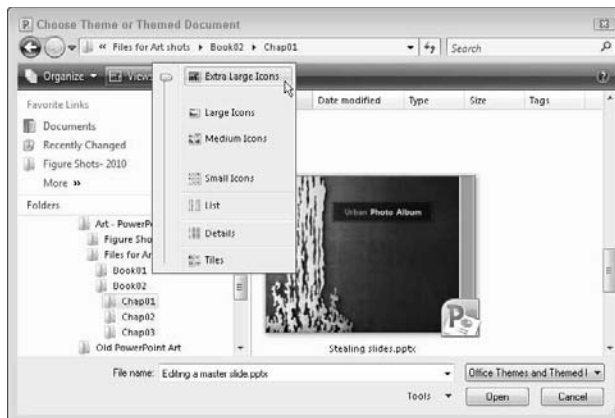 Choose Theme or Themed Document
« Files for Art shots ▸ Book02 ▸ Chap01
Search
Organize
Views
Extra Large Icons
Large Icons
Medium Icons
Small Icons
List
Details
Tiles
Date modified Type Size Tags
Favorite Links
Documents
Recently Changed
Figure Shots- 2010
More »
Folders
Art - PowerP
Figure Sho
Files for Ar
Book01
Book02
Chap01
Chap02
Chap03
Old PowerPoint Art
Urban Photo Album
Stealing slides.pptx
File name: Editing a master slide.pptx
Office Themes and Themed
Tools
Open
Cancel